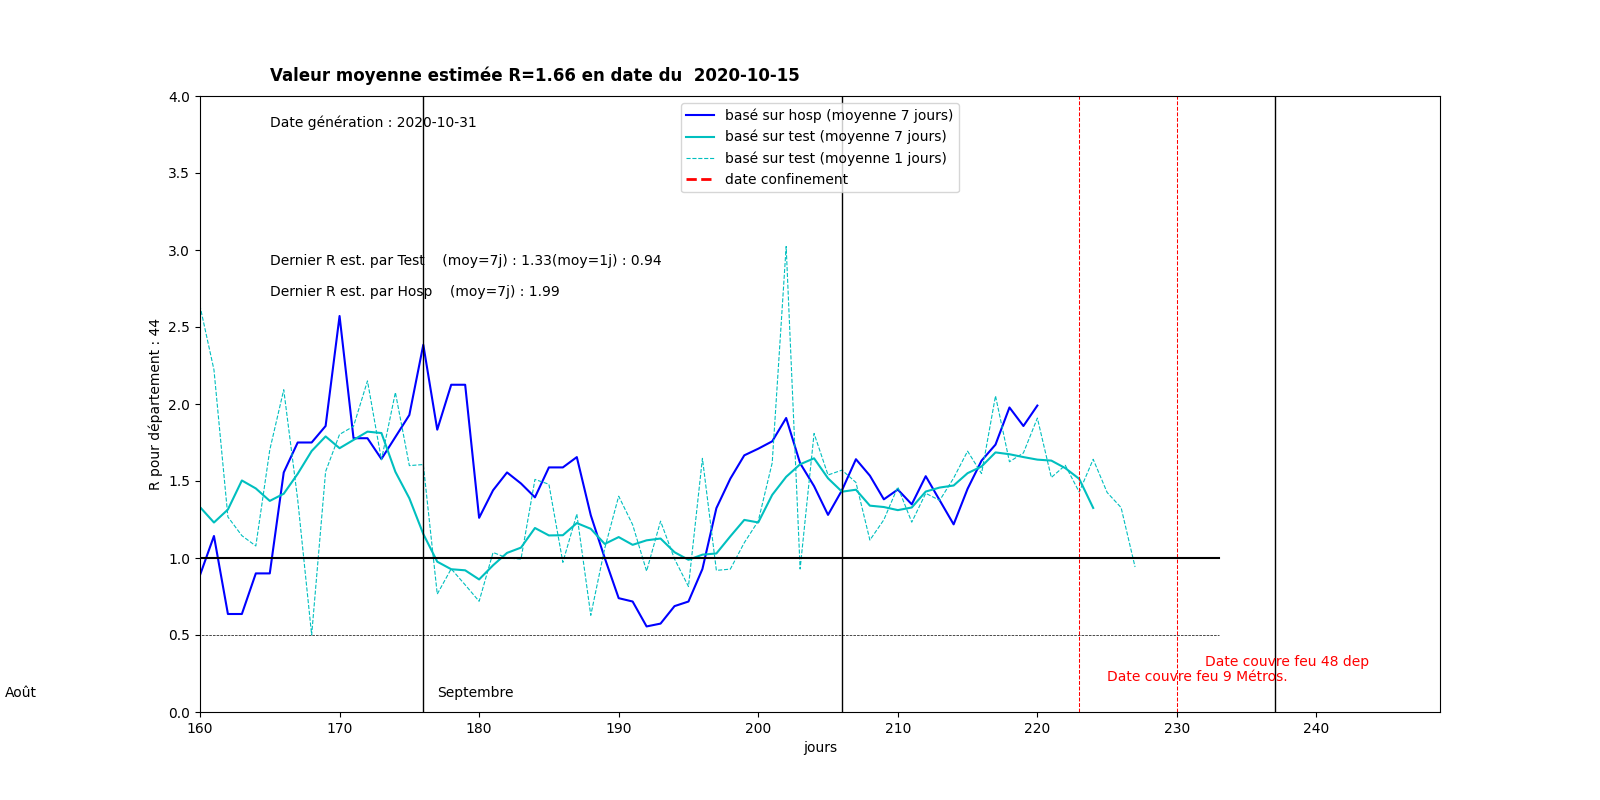 Valeur moyenne estimée R=1.66 en date du  2020-10-15
4.0
Date génération : 2020-10-31
basé sur hosp (moyenne 7 jours)
basé sur test (moyenne 7 jours)
basé sur test (moyenne 1 jours)
date confinement
3.5
3.0
Dernier R est. par Test    (moy=7j) : 1.33(moy=1j) : 0.94
Dernier R est. par Hosp    (moy=7j) : 1.99
2.5
R pour département : 44
2.0
1.5
1.0
0.5
Date couvre feu 48 dep
Date couvre feu 9 Métros.
Août
Septembre
0.0
160 170 180 190 200 210 220 230 240
jours